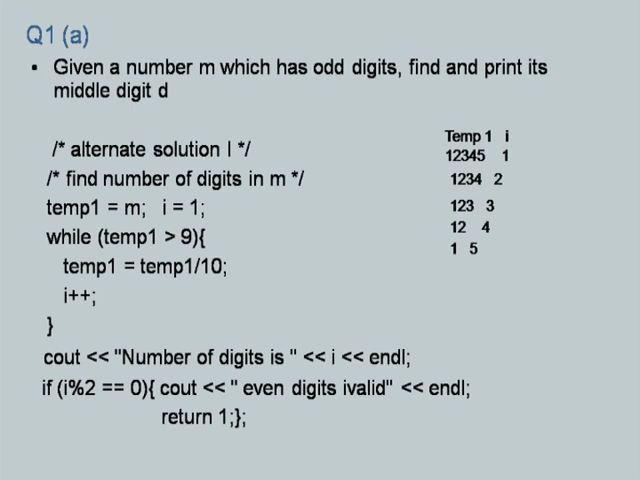 Q1 (a)
• Given a number m which has odd digits, find and print its
middle digit d
/* alternate solution I */
/* find number of digits in m */
temp1 = m; i = 1;
while (temp1 > 9){
temp1 = temp1/10;
i++;
}
cout << "Number of digits is " << i << endl;
if (i%2 == 0){ cout << " even digits ivalid" << endl;
return 1;};
Temp 1 i
12345 1
1234 2
123 3
12 4
1 5